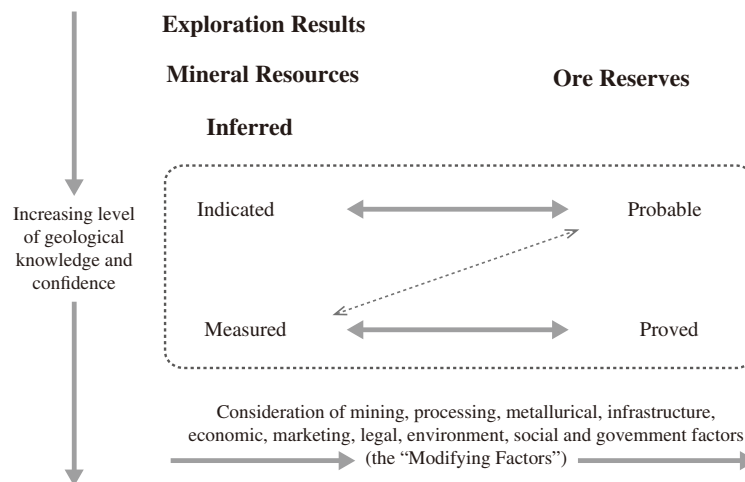 Exploration Results
Mineral Resources
Ore Reserves
Inferred
Indicated
Probable
Increasing level
of geological
knowledge and
confidence
Measured
Proved
Consideration of mining, processing, metallurical, infrastructure,
economic, marketing, legal, environment, social and govemment factors
(the “Modifying Factors”)